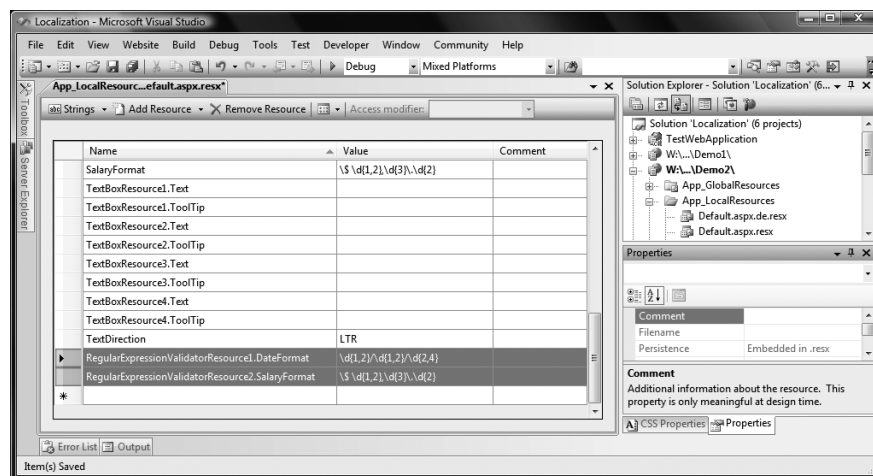 Localization - Microsoft Visual Studio
File Edit View Website Build Debug Tools Test Developer Window Community Help
Debug Mixed Platforms
App_LocalResourc...efault.aspx.resx*
Strings Add Resource Remove Resource Access modifier:
Toolbox
Server Explorer
Name Value Comment
SalaryFormat \$ \d{1,2},\d{3}\.\d{2}
TextBoxResource1.Text
TextBoxResource1.ToolTip
TextBoxResource2.Text
TextBoxResource2.ToolTip
TextBoxResource3.Text
TextBoxResource3.ToolTip
TextBoxResource4.Text
TextBoxResource4.ToolTip
TextDirection LTR
RegularExpressionValidatorResource1.DateFormat \d{1,2}/\d{1,2}/\d{2,4}
RegularExpressionValidatorResource2.SalaryFormat \$ \d{1,2},\d{3}\.\d{2}
Solution Explorer - Solution 'Localization' (6...
Solution 'Localization' (6 projects)
TestWebApplication
W:\...\Demo1\
W:\...\Demo2\
App_GlobalResources
App_LocalResources
Default.aspx.de.resx
Default.aspx.resx
Properties
Comment
Filename
Persistence Embedded in .resx
Comment
Additional information about the resource. This
property is only meaningful at design time.
CSS Properties Properties
Error List Output
Item(s) Saved